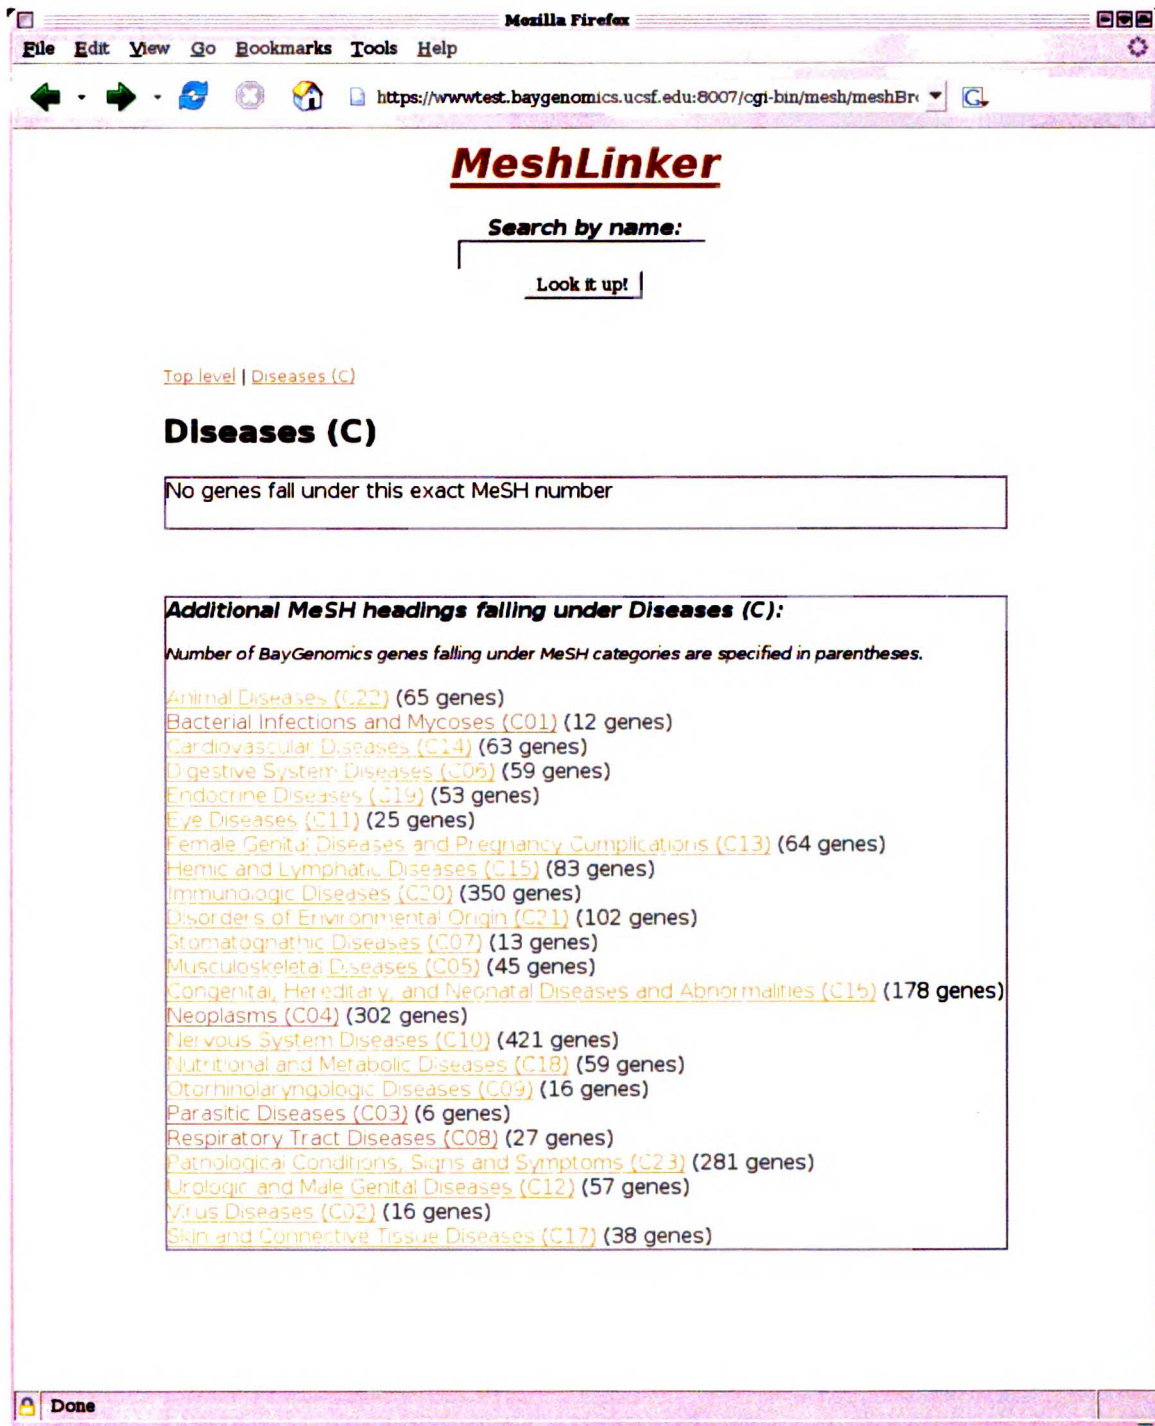 Mozilla Firefox
File Edit View Go Bookmarks Tools Help
https://wwwtest.baygenomics.ucsf.edu:8007/cgi-bin/mesh/meshBr
MeshLinker
Search by name:
Look it up!
Top level | Diseases (C)
Diseases (C)
No genes fall under this exact MeSH number
Additional MeSH headings falling under Diseases (C):
Number of BayGenomics genes falling under MeSH categories are specified in parentheses.
Animal Diseases (C22) (65 genes)
Bacterial Infections and Mycoses (C01) (12 genes)
Cardiovascular Diseases (C14) (63 genes)
Digestive System Diseases (C06) (59 genes)
Endocrine Diseases (C19) (53 genes)
Eye Diseases (C11) (25 genes)
Female Genital Diseases and Pregnancy Complications (C13) (64 genes)
Hemic and Lymphatic Diseases (C15) (83 genes)
Immunologic Diseases (C20) (350 genes)
Disorders of Environmental Origin (C21) (102 genes)
Stomatognathic Diseases (C07) (13 genes)
Musculoskeletal Diseases (C05) (45 genes)
Congenital, Hereditary, and Neonatal Diseases and Abnormalities (C16) (178 genes)
Neoplasms (C04) (302 genes)
Nervous System Diseases (C10) (421 genes)
Nutritional and Metabolic Diseases (C18) (59 genes)
Otorhinolaryngologic Diseases (C09) (16 genes)
Parasitic Diseases (C03) (6 genes)
Respiratory Tract Diseases (C08) (27 genes)
Pathological Conditions, Signs and Symptoms (C23) (281 genes)
Urologic and Male Genital Diseases (C12) (57 genes)
Virus Diseases (C02) (16 genes)
Skin and Connective Tissue Diseases (C17) (38 genes)
Done